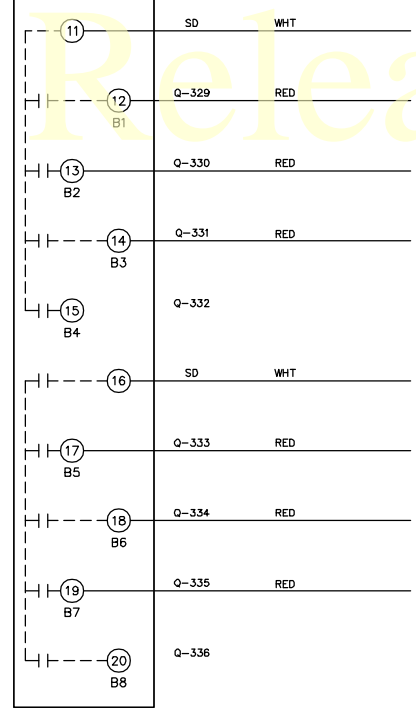 Relea
11 SD WHT
12 Q-329 RED
B1
13 Q-330 RED
B2
14 Q-331 RED
B3
15 Q-332
B4
16 SD WHT
17 Q-333 RED
B5
18 Q-334 RED
B6
19 Q-335 RED
B7
20 Q-336
B8